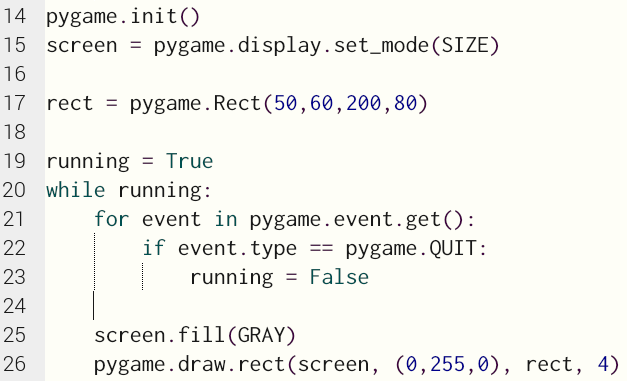 14 pygame.init()
15 screen = pygame.display.set_mode(SIZE)
16
17 rect = pygame.Rect(50,60,200,80)
18
19 running = True
20 while running:
21     for event in pygame.event.get():
22         if event.type == pygame.QUIT:
23             running = False
24
25     screen.fill(GRAY)
26     pygame.draw.rect(screen, (0,255,0), rect, 4)